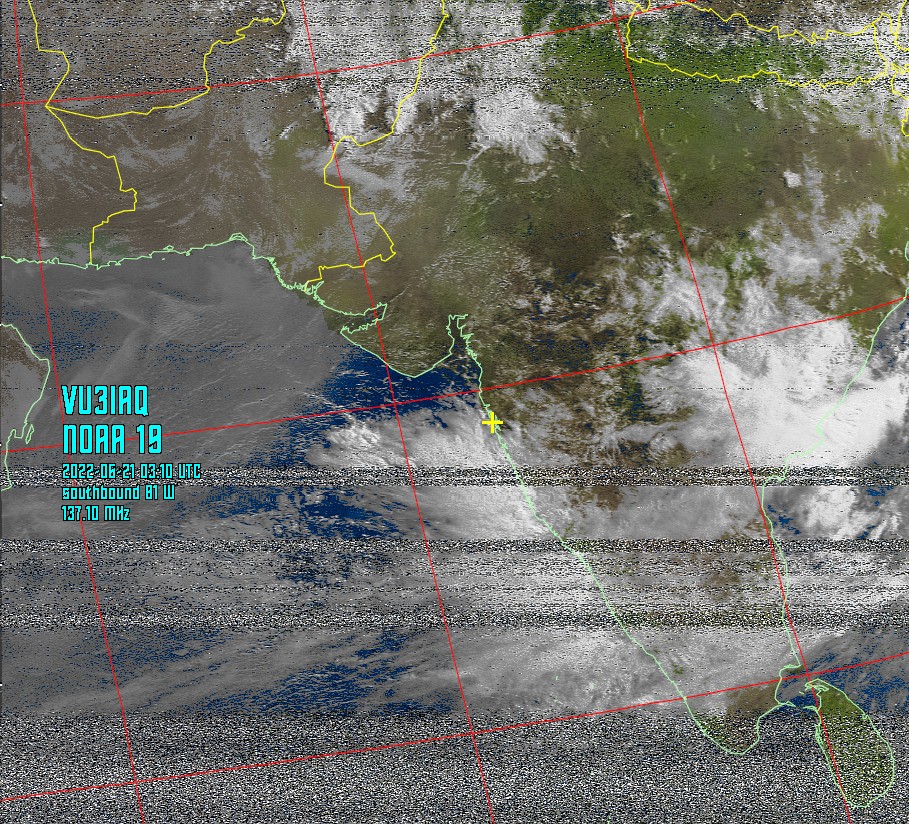 VU3IAQ
NOAA 19
2022-06-21 03:10 UTC
southbound 81 W
137.10 MHz